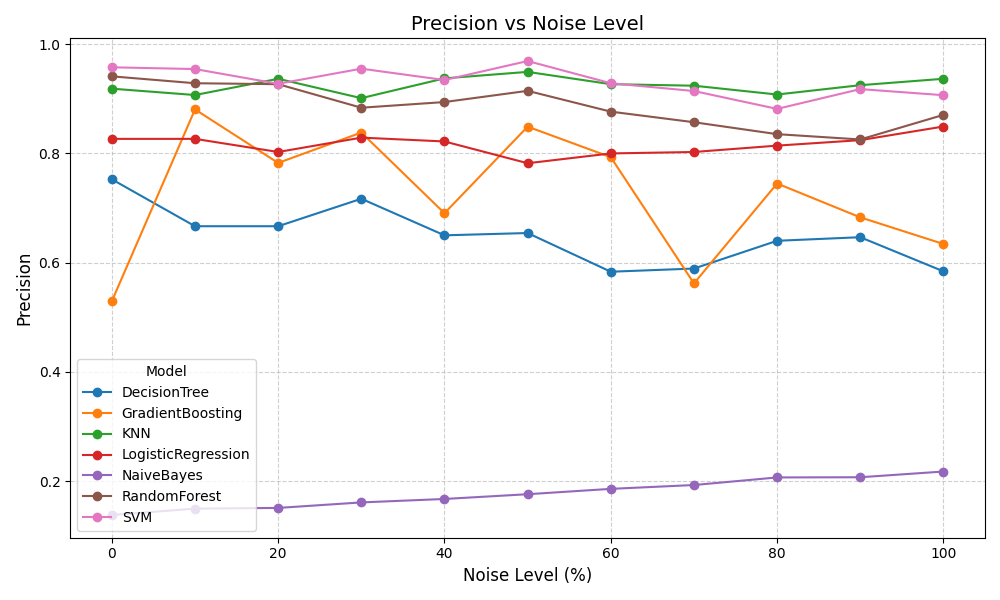 Precision vs Noise Level
Precision
1.0
0.8
0.6
0.4
0.2
Model
DecisionTree
GradientBoosting
KNN
LogisticRegression
NaiveBayes
RandomForest
SVM
0
20
40
60
80
100
Noise Level (%)